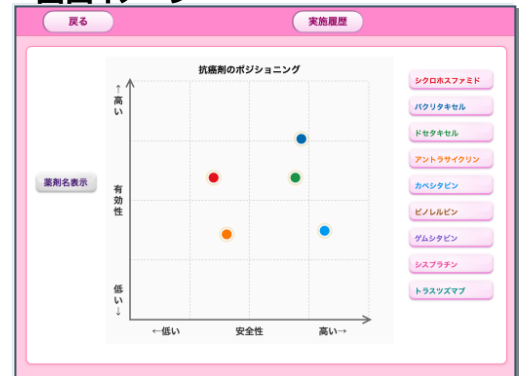 戻る
実施履歴
抗癌剤のポジショニング
↑高い
有効性
低い↓
←低い
安全性
高い→
薬剤名表示
シクロホスファミド
パクリタキセル
ドセタキセル
アントラサイクリン
カペシタビン
ビノレルビン
ゲムシタビン
シスプラチン
トラスツズマブ